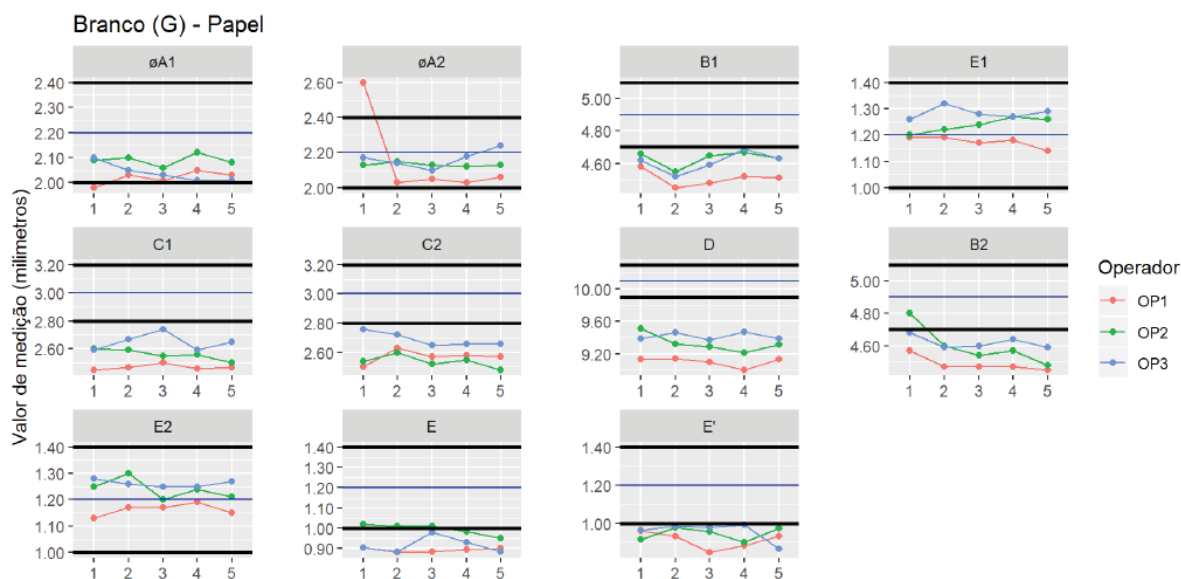 Branco (G) - Papel
Valor de medição (milimetros)
øA1
2.40
2.30
2.20
2.10
2.00
1 2 3 4 5
øA2
2.60
2.40
2.20
2.00
1 2 3 4 5
B1
5.00
4.80
4.60
1 2 3 4 5
E1
1.40
1.30
1.20
1.10
1.00
1 2 3 4 5
C1
3.20
3.00
2.80
2.60
1 2 3 4 5
C2
3.20
3.00
2.80
2.60
1 2 3 4 5
D
10.00
9.60
9.20
1 2 3 4 5
B2
5.00
4.80
4.60
1 2 3 4 5
E2
1.40
1.30
1.20
1.10
1.00
1 2 3 4 5
E
1.40
1.30
1.20
1.10
1.00
0.90
1 2 3 4 5
E'
1.40
1.20
1.00
1 2 3 4 5
Operador
OP1
OP2
OP3